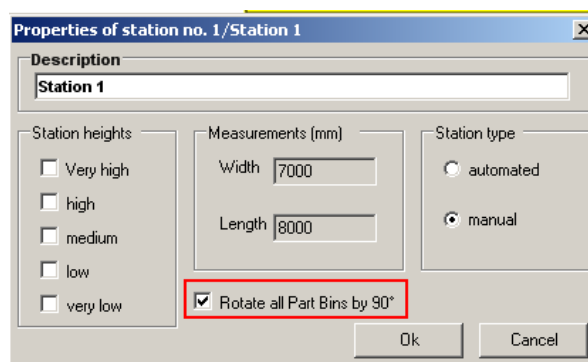 Properties of station no. 1/Station 1
Description
Station 1
Station heights
Very high
high
medium
low
very low
Measurements (mm)
Width 7000
Length 8000
Station type
automated
manual
Rotate all Part Bins by 90°
Ok
Cancel